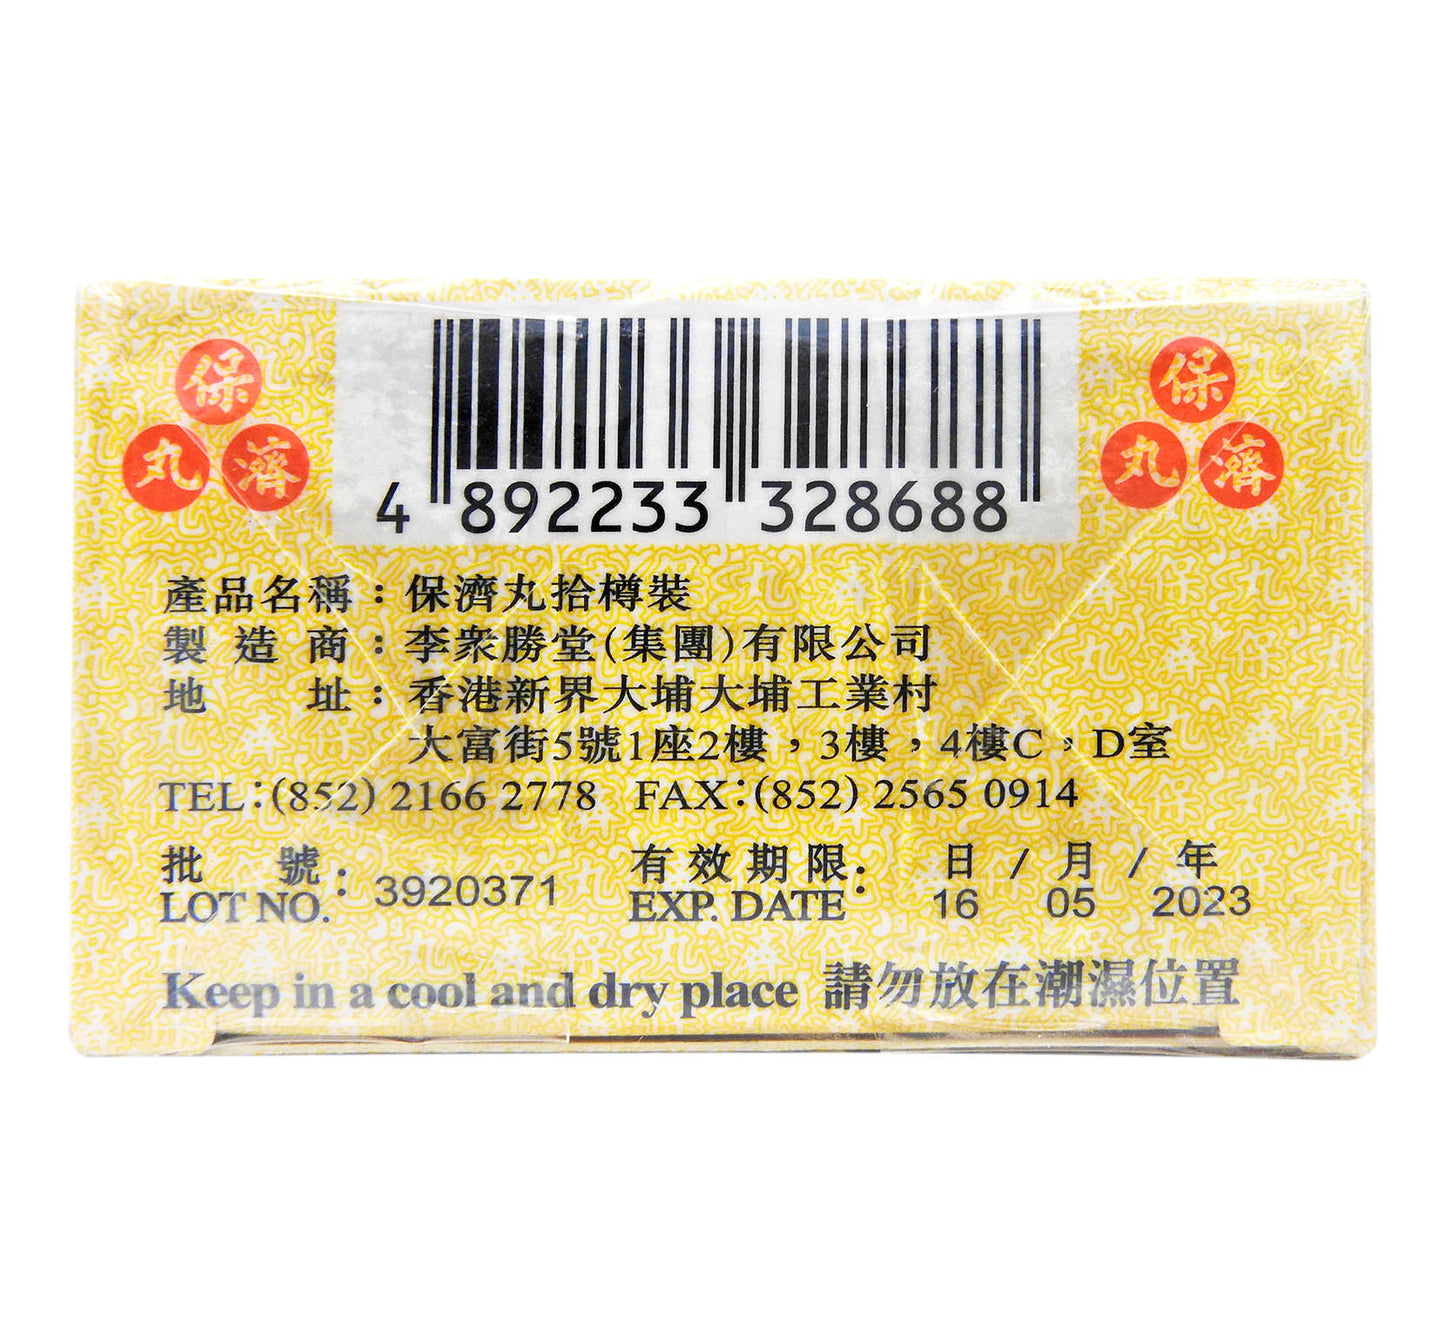 保
丸 濟
保
丸 濟
4 892233 328688
產品名稱：保濟丸拾樽裝
製造商：李衆勝堂(集團)有限公司
地址：香港新界大埔大埔工業村
大富街5號1座2樓，3樓，4樓C，D室
TEL：(852) 2166 2778 FAX：(852) 2565 0914
批號： 有效期限： 日 / 月 / 年
LOT NO. 3920371 EXP. DATE 16 05 2023
Keep in a cool and dry place 請勿放在潮濕位置